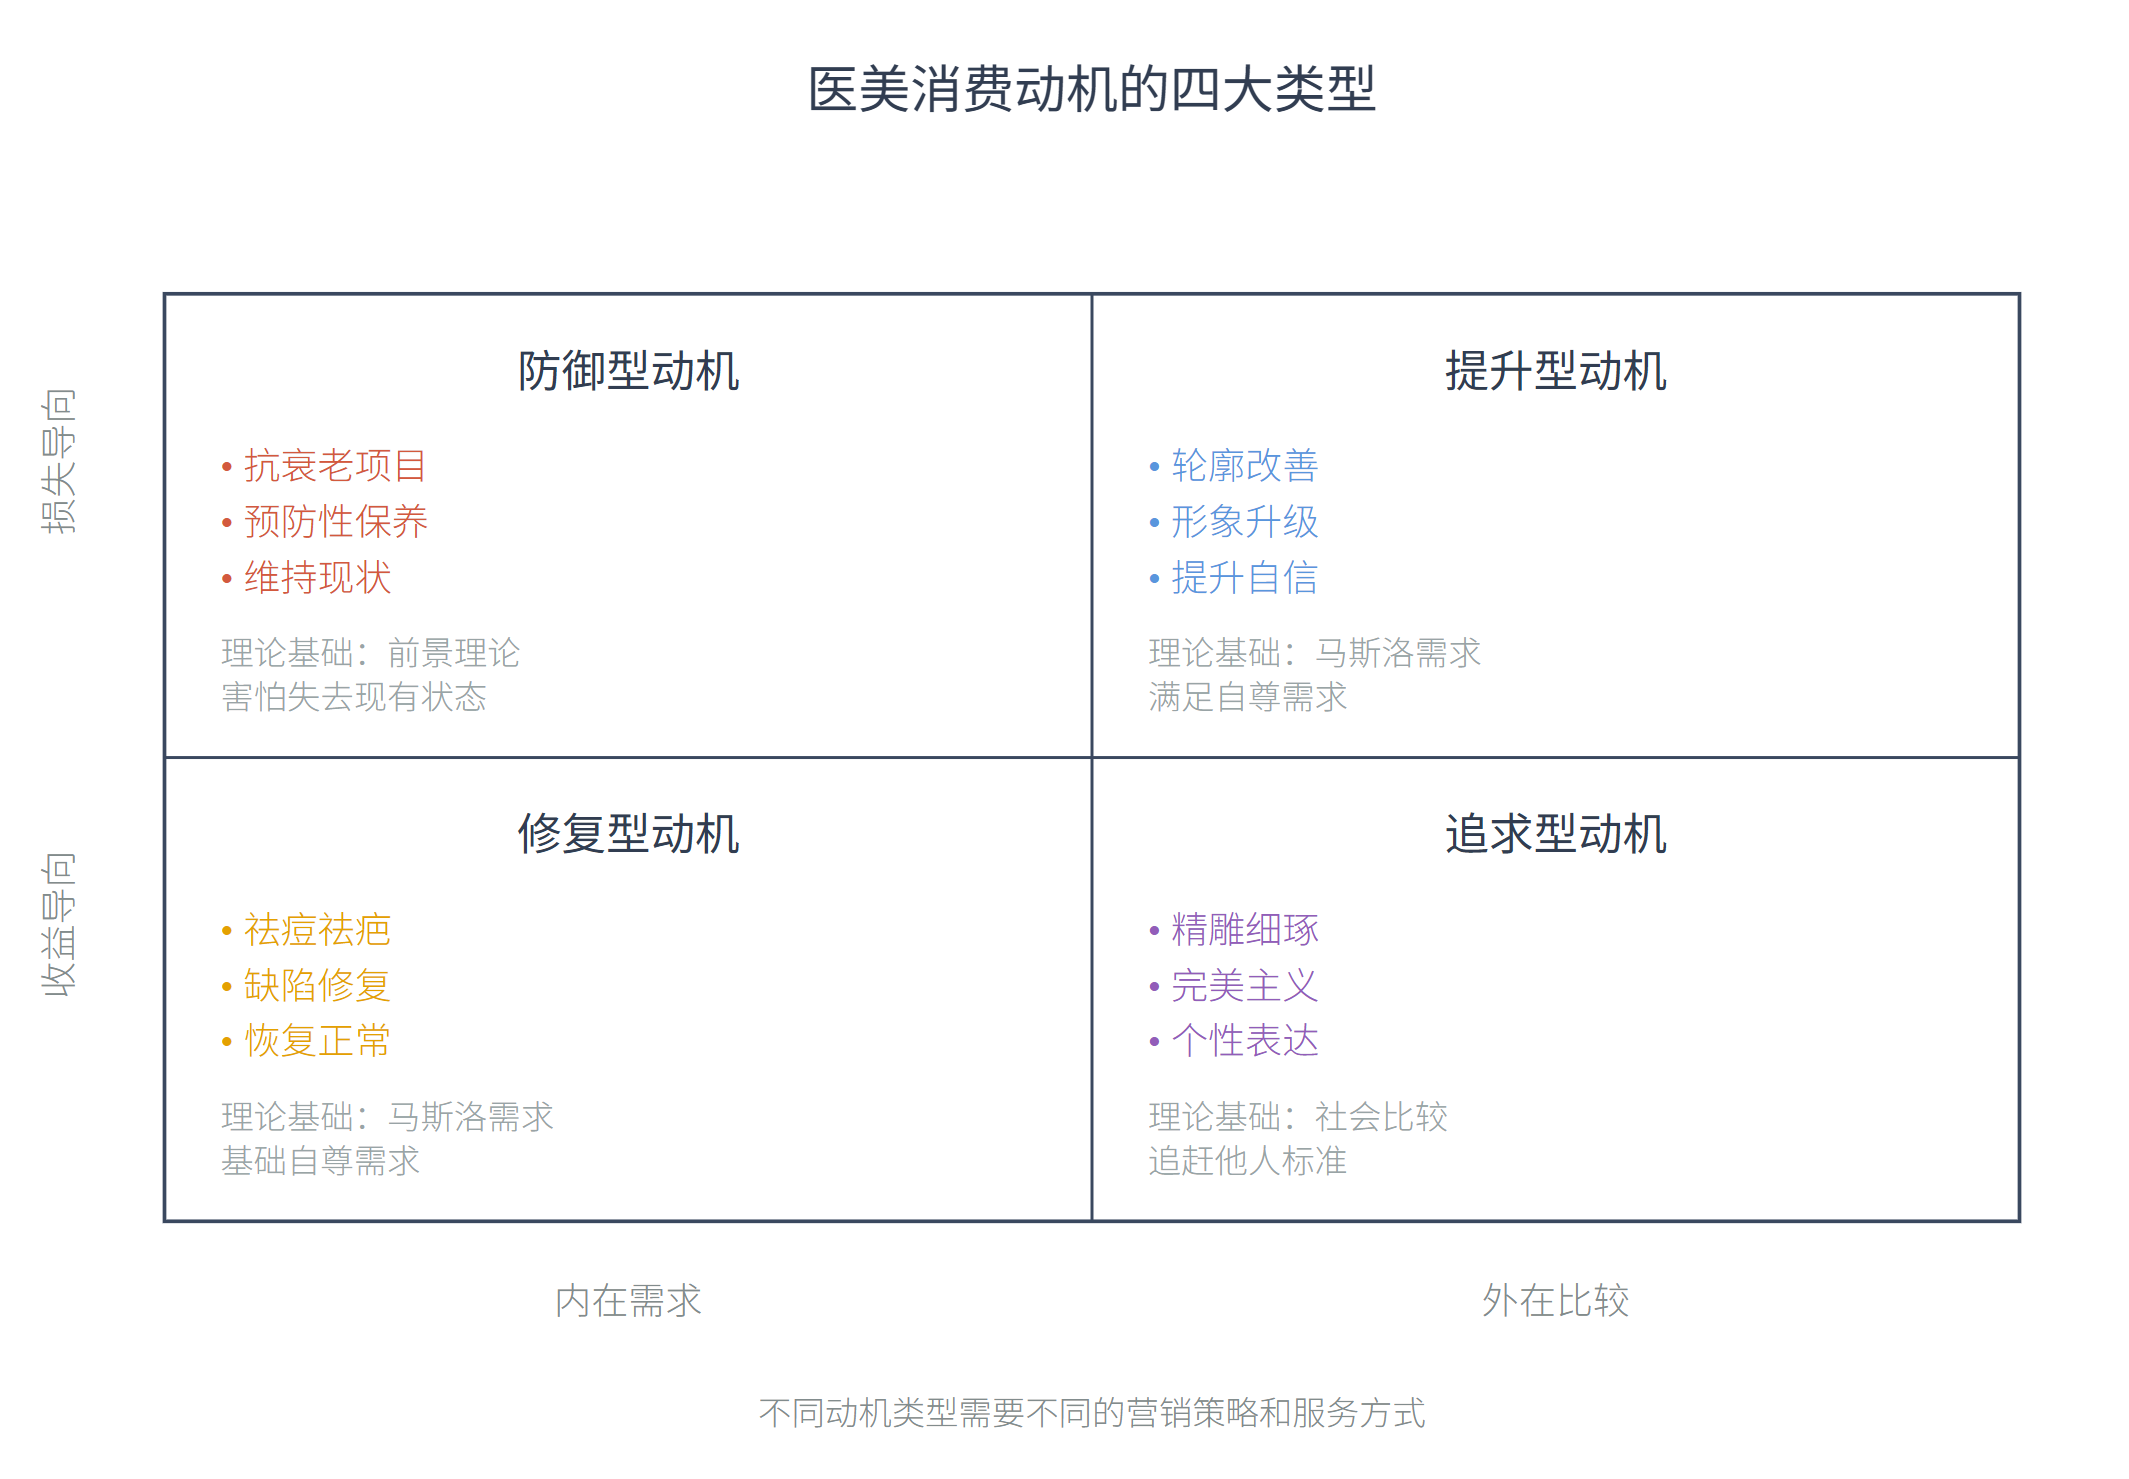 医美消费动机的四大类型
损失导向
防御型动机
• 抗衰老项目
• 预防性保养
• 维持现状
理论基础：前景理论
害怕失去现有状态
提升型动机
• 轮廓改善
• 形象升级
• 提升自信
理论基础：马斯洛需求
满足自尊需求
收益导向
修复型动机
• 祛痘祛疤
• 缺陷修复
• 恢复正常
理论基础：马斯洛需求
基础自尊需求
追求型动机
• 精雕细琢
• 完美主义
• 个性表达
理论基础：社会比较
追赶他人标准
内在需求
外在比较
不同动机类型需要不同的营销策略和服务方式